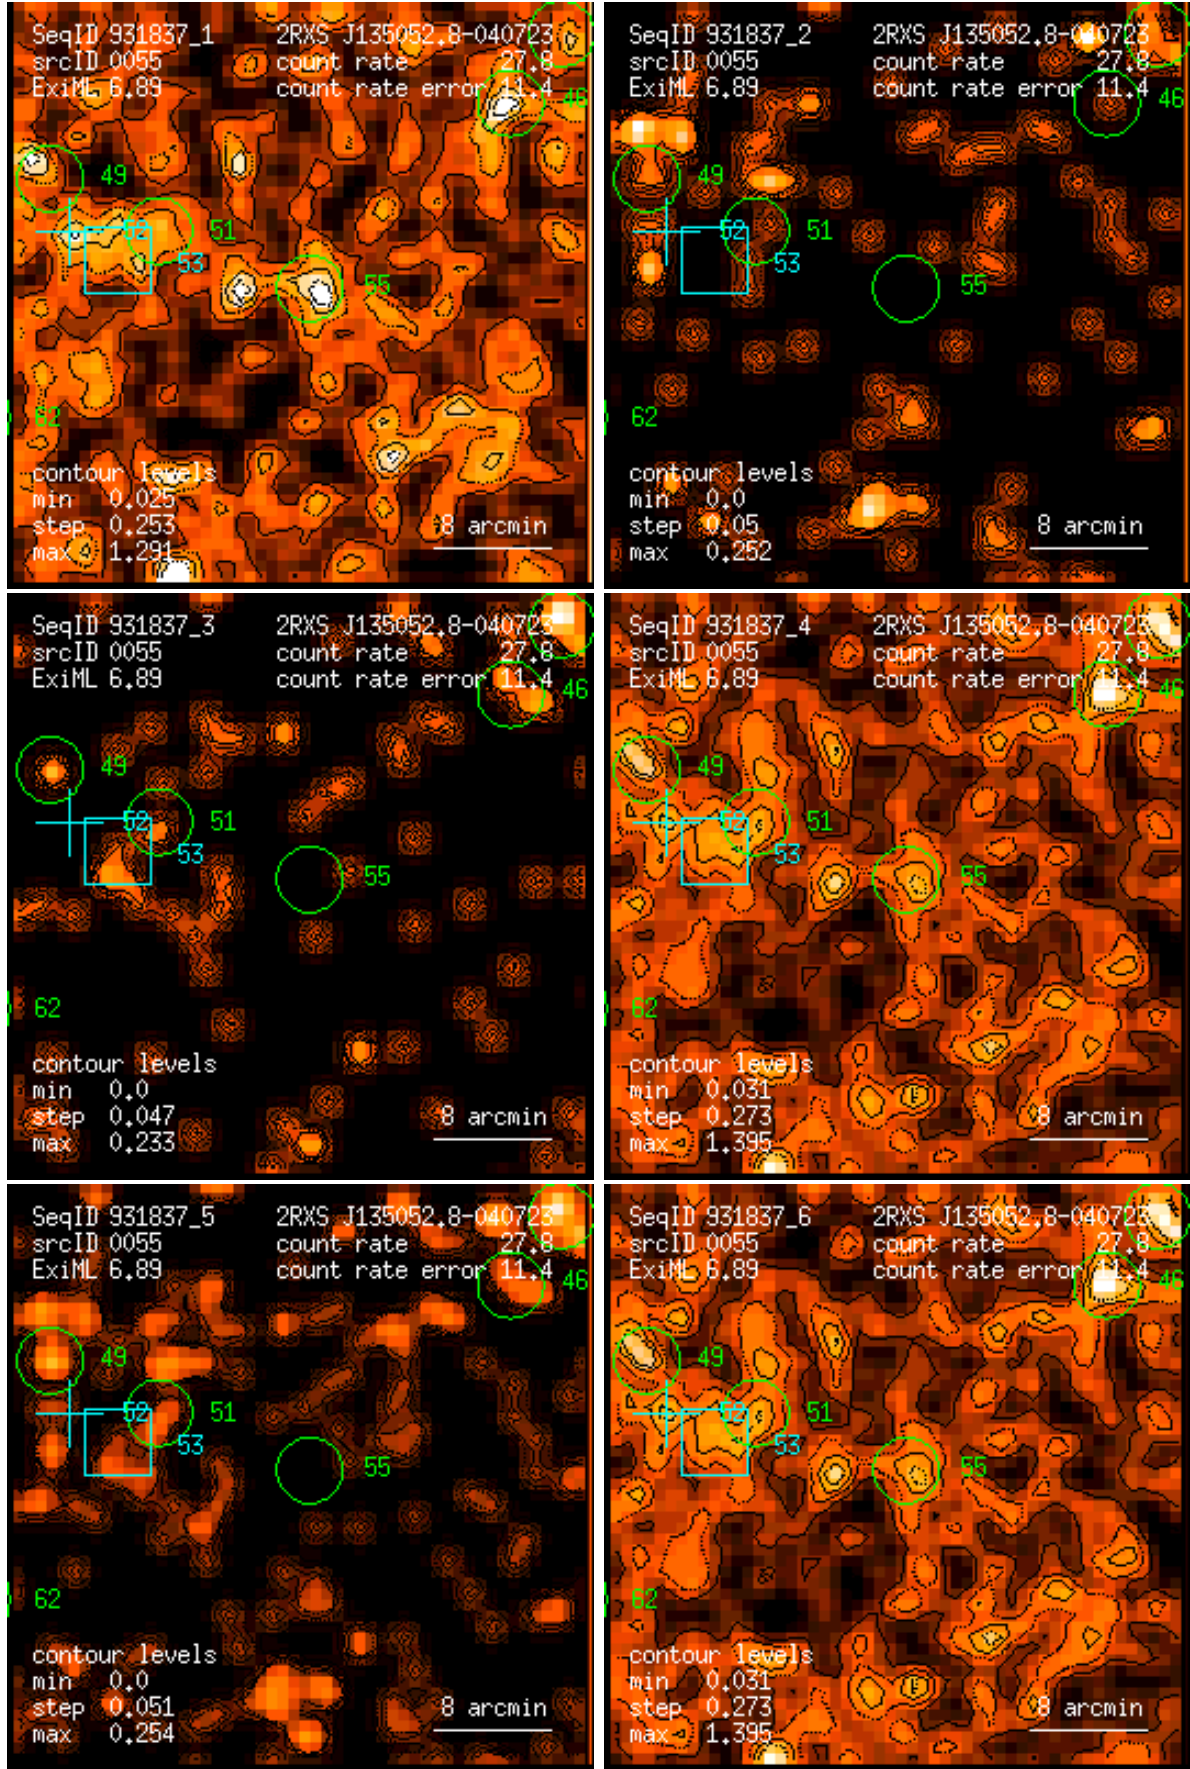 SeqID 931837_1 2RXS J135052.8-040723
srcID 0055 count rate 27.8
ExiML 6.89 count rate error 11.4
46
49
52 51
53
55
62
contour levels
min 0.025
step 0.253 8 arcmin
max 1.291
SeqID 931837_2 2RXS J135052.8-040723
srcID 0055 count rate 27.8
ExiML 6.89 count rate error 11.4
46
49
52 51
53
55
62
contour levels
min 0.0
step 0.05 8 arcmin
max 0.252
SeqID 931837_3 2RXS J135052.8-040723
srcID 0055 count rate 27.8
ExiML 6.89 count rate error 11.4
46
49
52 51
53
55
62
contour levels
min 0.0
step 0.047 8 arcmin
max 0.233
SeqID 931837_4 2RXS J135052.8-040723
srcID 0055 count rate 27.8
ExiML 6.89 count rate error 11.4
46
49
52 51
53
55
62
contour levels
min 0.031
step 0.273 8 arcmin
max 1.395
SeqID 931837_5 2RXS J135052.8-040723
srcID 0055 count rate 27.8
ExiML 6.89 count rate error 11.4
46
49
52 51
53
55
62
contour levels
min 0.0
step 0.051 8 arcmin
max 0.254
SeqID 931837_6 2RXS J135052.8-040723
srcID 0055 count rate 27.8
ExiML 6.89 count rate error 11.4
46
49
52 51
53
55
62
contour levels
min 0.031
step 0.273 8 arcmin
max 1.395